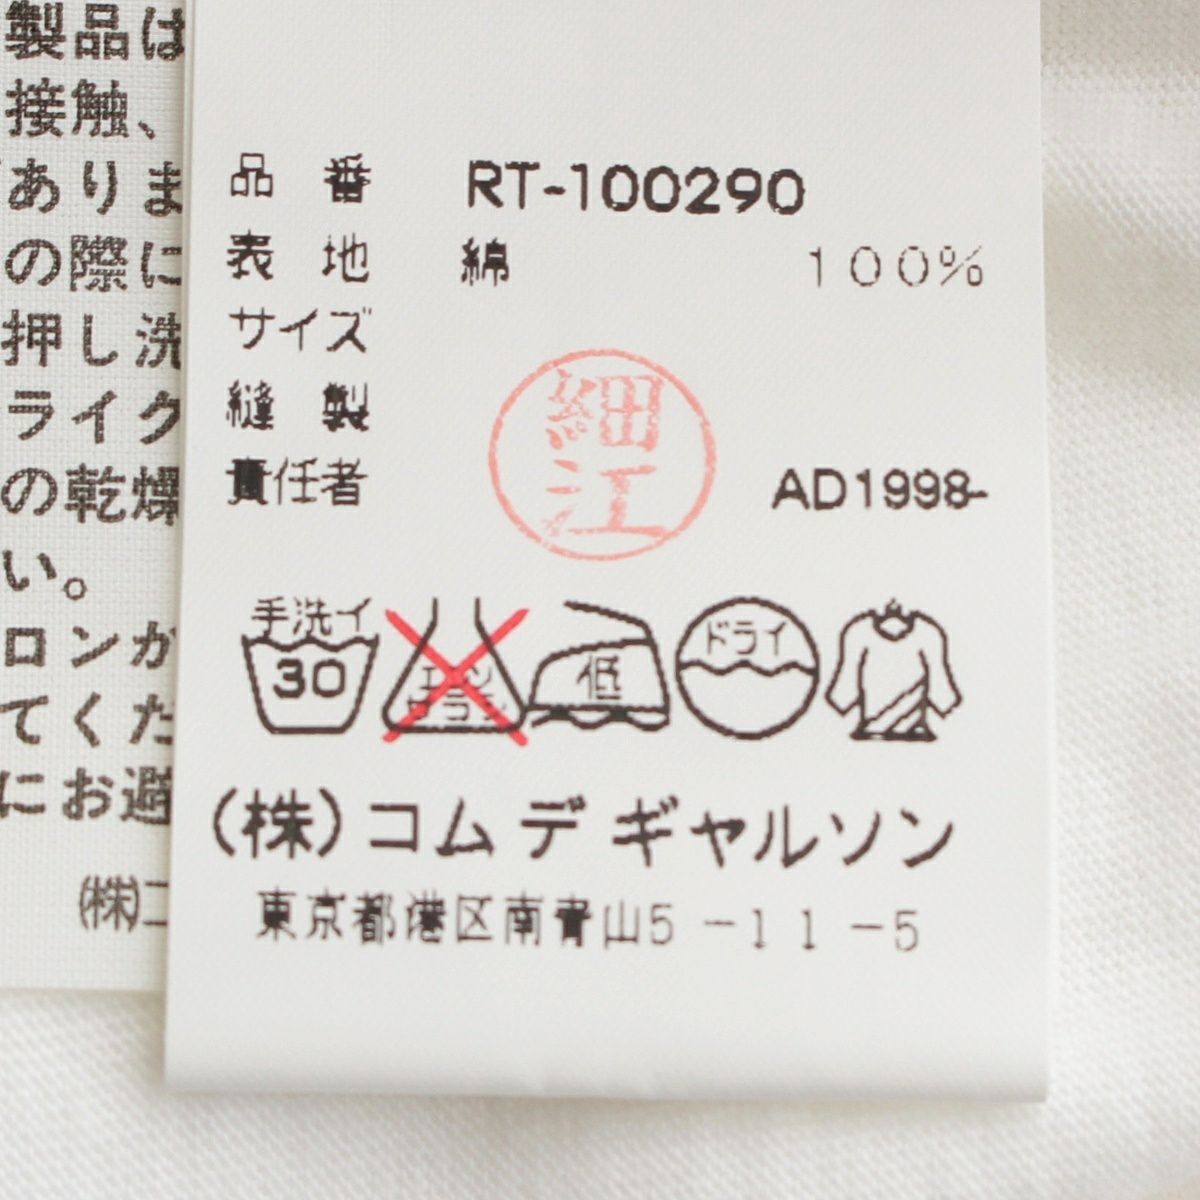 製品は
接触、
ありま
の際に
押し洗
ライク
の乾燥
い。
ロンか
てくた
にお避
㈱コ
品番 RT-100290
表地 綿 100%
サイズ
縫製
責任者 細江 AD1998-
手洗イ 30
エンソ サラシ
低
ドライ
(株)コムデギャルソン
東京都港区南青山5-11-5